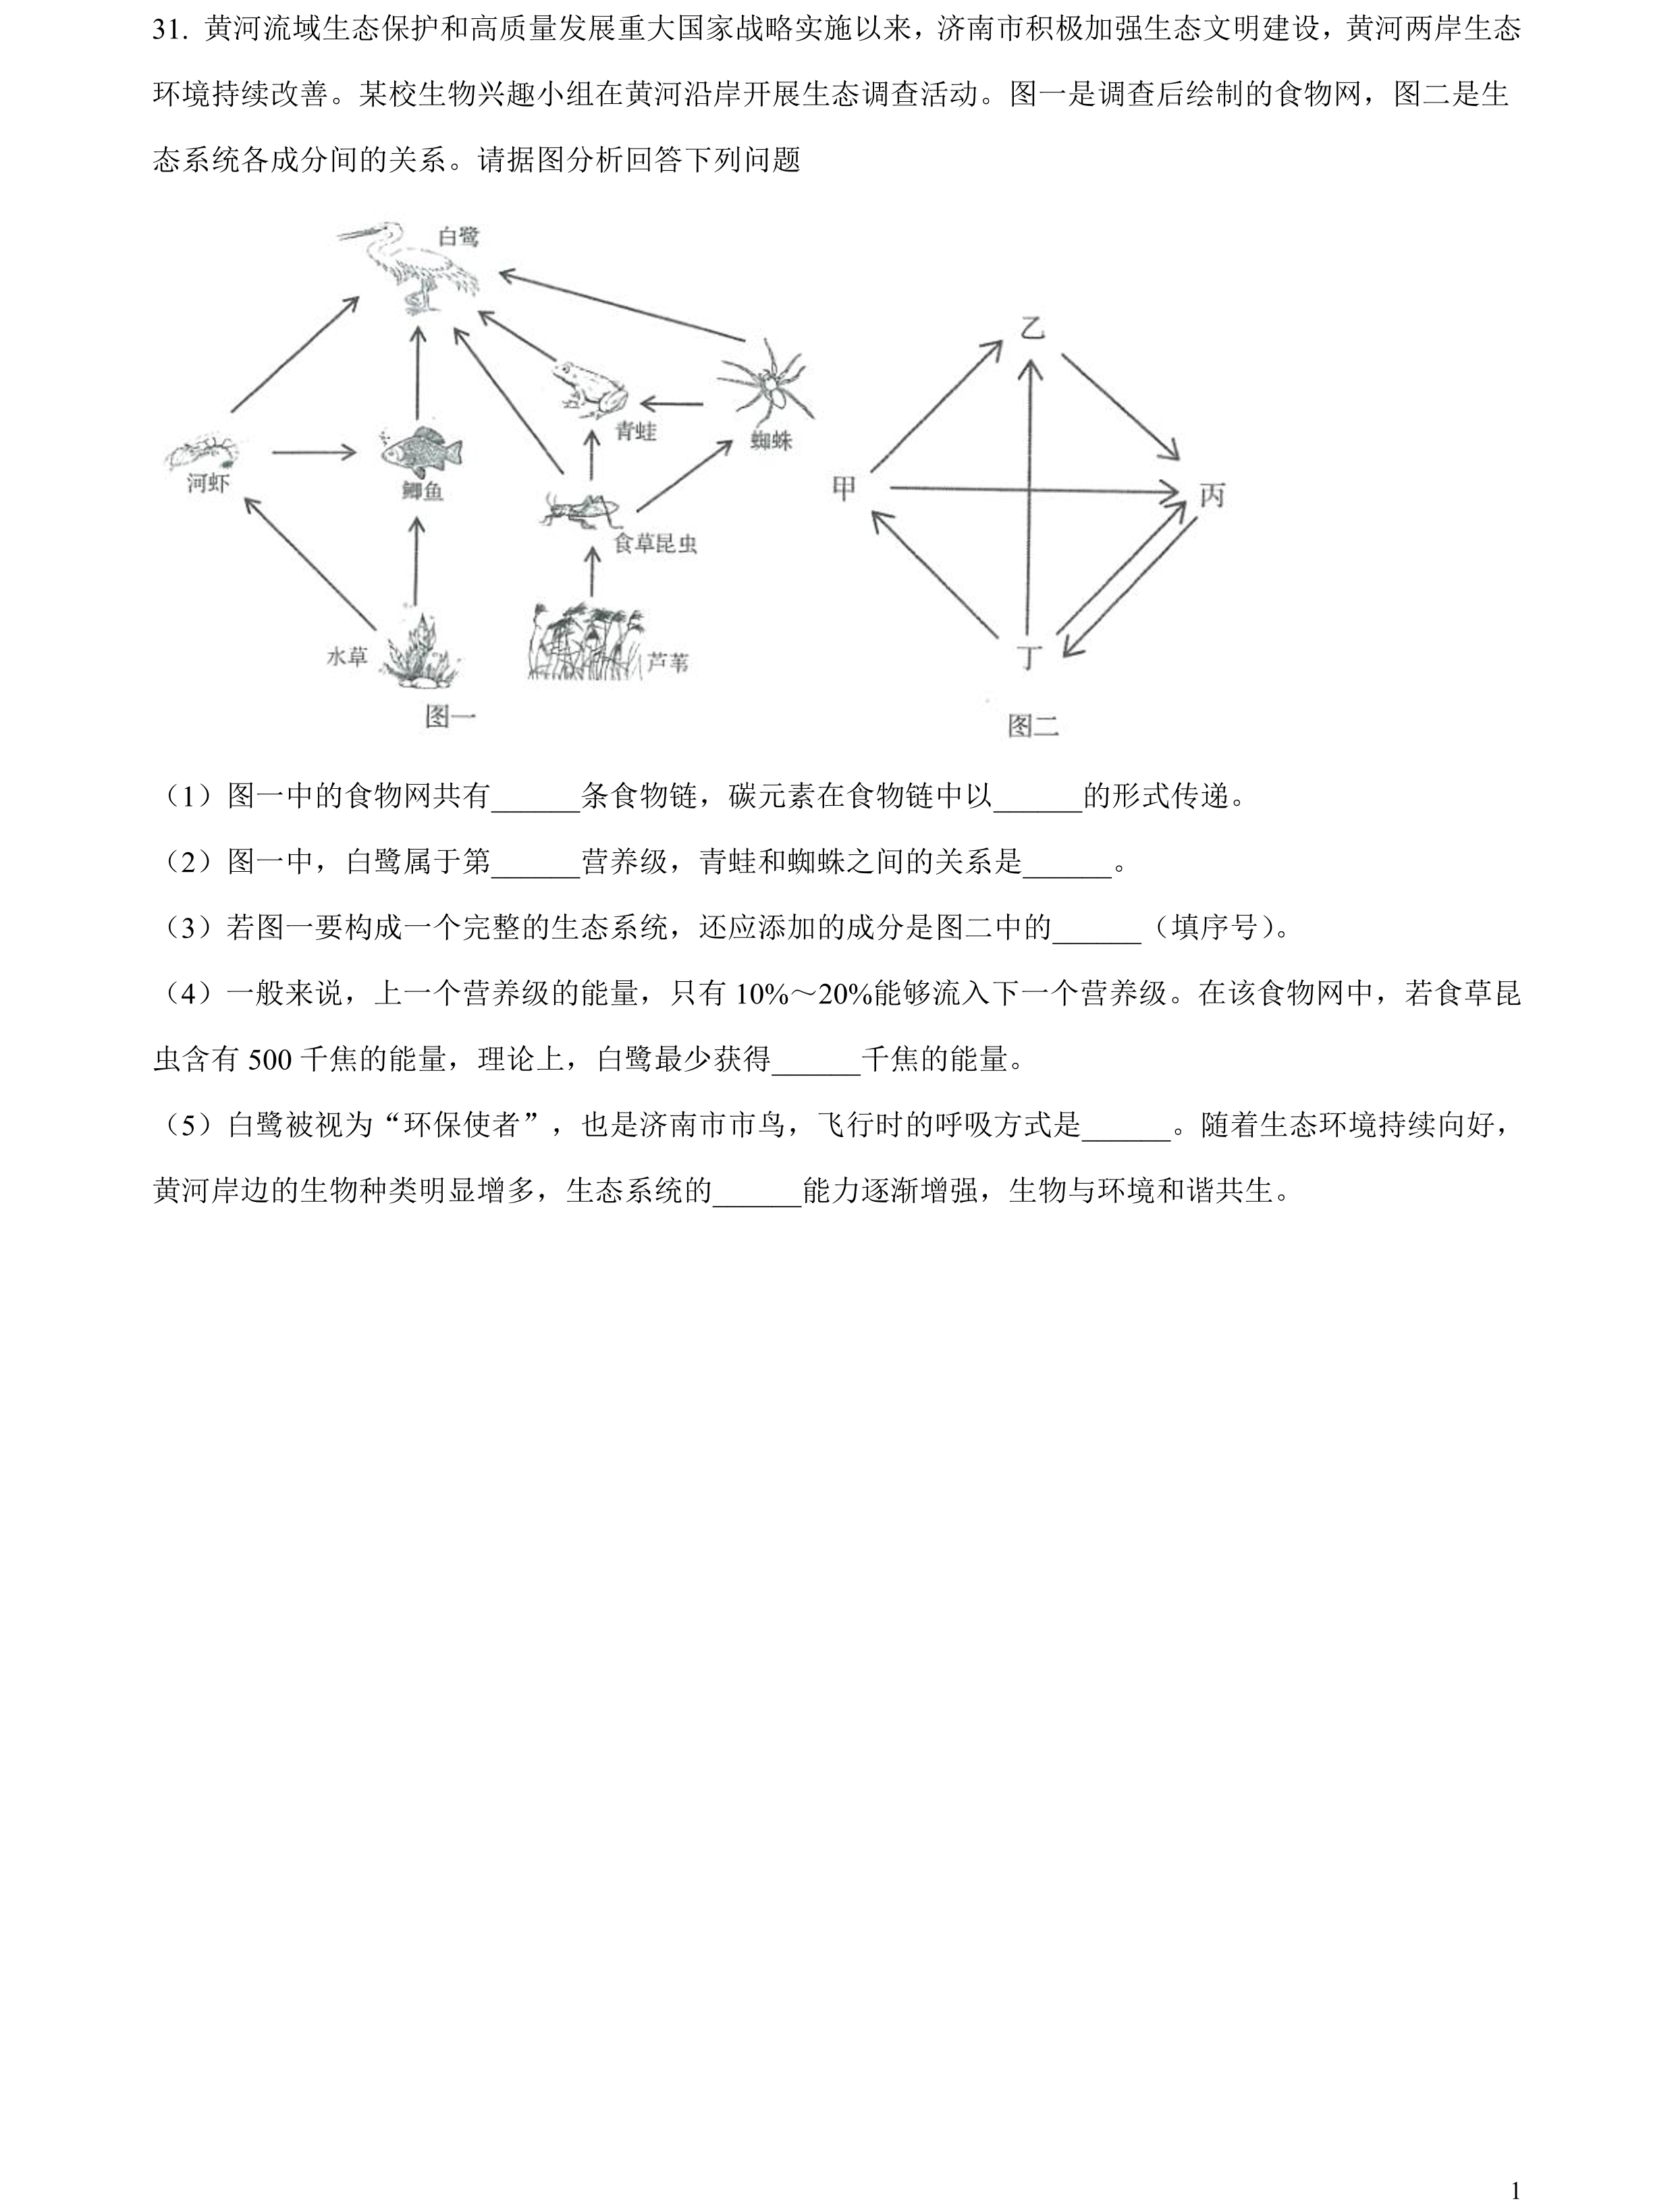 31. 黄河流域生态保护和高质量发展重大国家战略实施以来，济南市积极加强生态文明建设，黄河两岸生态
环境持续改善。某校生物兴趣小组在黄河沿岸开展生态调查活动。图一是调查后绘制的食物网，图二是生
态系统各成分间的关系。请据图分析回答下列问题
白鹭
乙
青蛙
蜘蛛
河虾
鲫鱼
甲
丙
食草昆虫
水草
芦苇
丁
图一
图二
（1）图一中的食物网共有______条食物链，碳元素在食物链中以______的形式传递。
（2）图一中，白鹭属于第______营养级，青蛙和蜘蛛之间的关系是______。
（3）若图一要构成一个完整的生态系统，还应添加的成分是图二中的______（填序号）。
（4）一般来说，上一个营养级的能量，只有 10%～20%能够流入下一个营养级。在该食物网中，若食草昆
虫含有 500 千焦的能量，理论上，白鹭最少获得______千焦的能量。
（5）白鹭被视为“环保使者”，也是济南市市鸟，飞行时的呼吸方式是______。随着生态环境持续向好，
黄河岸边的生物种类明显增多，生态系统的______能力逐渐增强，生物与环境和谐共生。
1